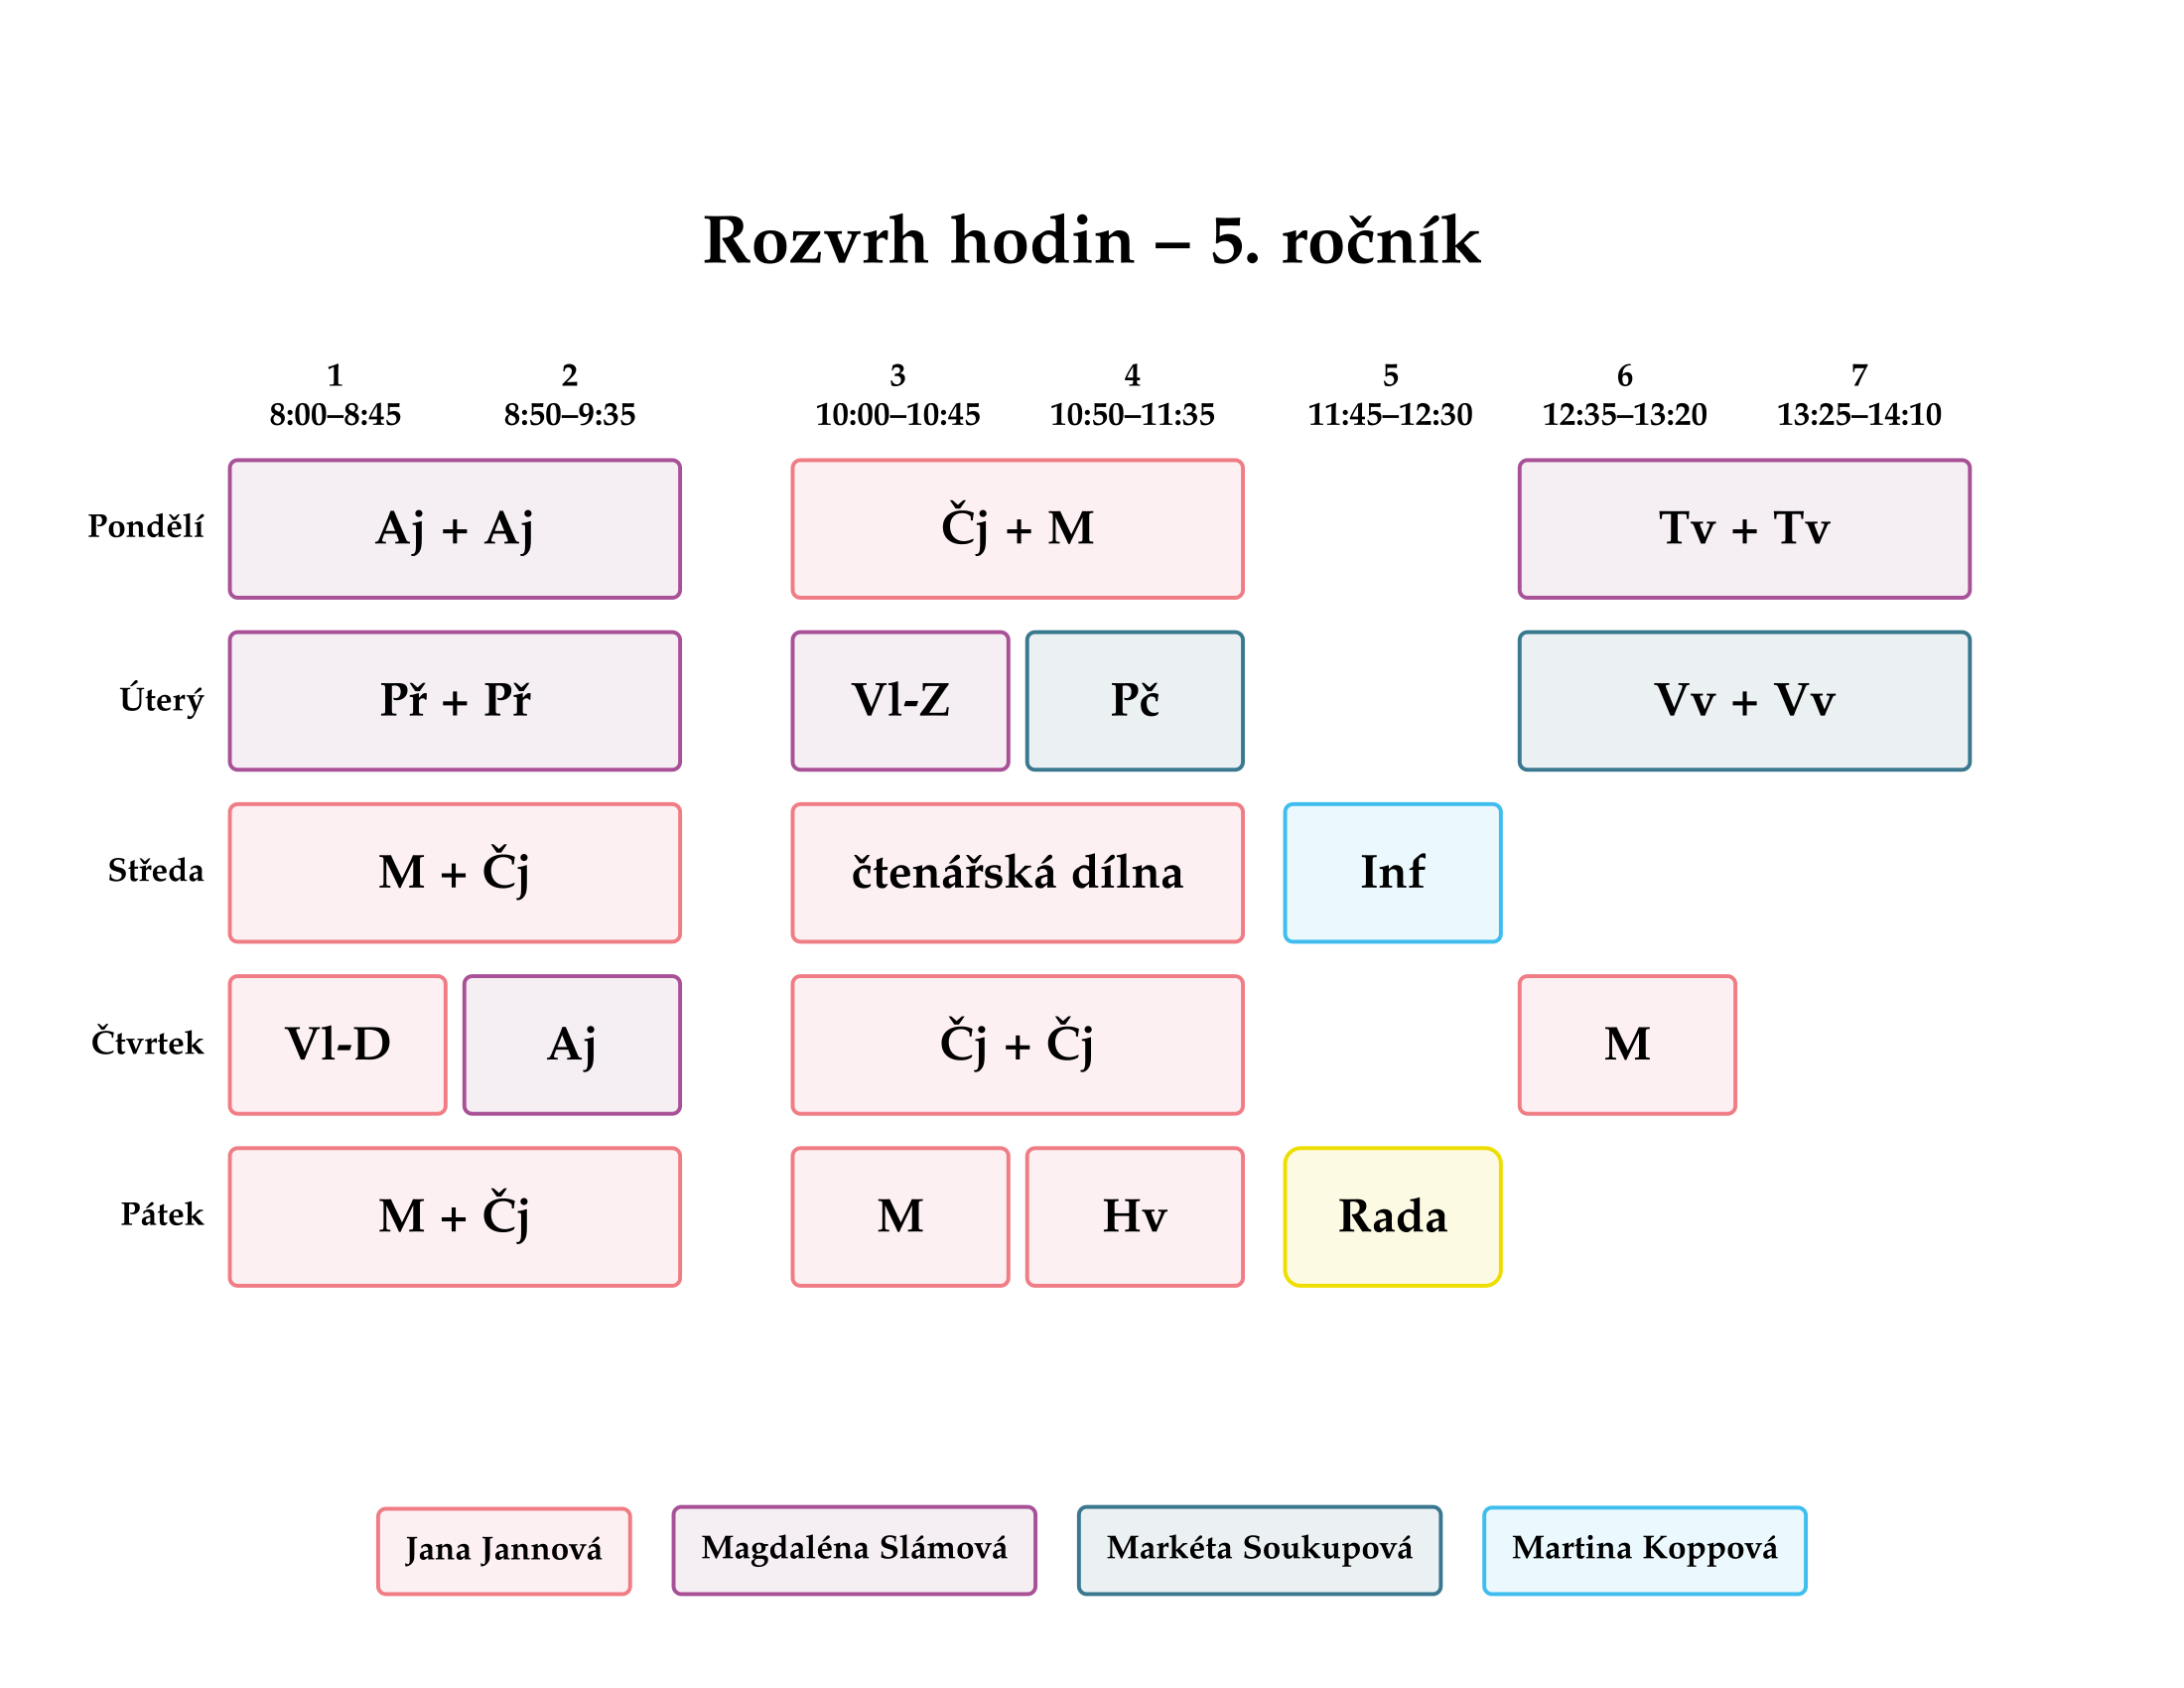 Rozvrh hodin – 5. ročník
1 2 3 4 5 6 7
8:00–8:45 8:50–9:35 10:00–10:45 10:50–11:35 11:45–12:30 12:35–13:20 13:25–14:10
Pondělí Aj + Aj Čj + M Tv + Tv
Úterý Př + Př Vl-Z Pč Vv + Vv
Středa M + Čj čtenářská dílna Inf
Čtvrtek Vl-D Aj Čj + Čj M
Pátek M + Čj M Hv Rada
Jana Jannová Magdaléna Slámová Markéta Soukupová Martina Koppová